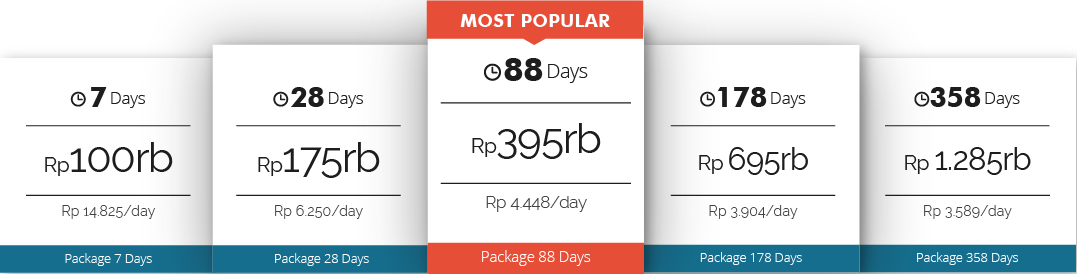 7 Days
Rp100rb
Rp 14.825/day
Package 7 Days
28 Days
Rp175rb
Rp 6.250/day
Package 28 Days
MOST POPULAR
88 Days
Rp395rb
Rp 4.448/day
Package 88 Days
178 Days
Rp 695rb
Rp 3.904/day
Package 178 Days
358 Days
Rp 1.285rb
Rp 3.589/day
Package 358 Days